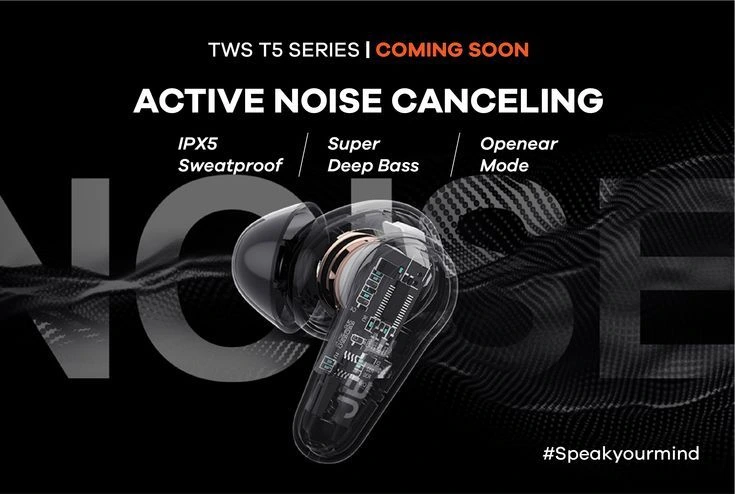 TWS T5 SERIES | COMING SOON
ACTIVE NOISE CANCELING
IPX5
Sweatproof
Super
Deep Bass
Openear
Mode
NOISE
#Speakyourmind